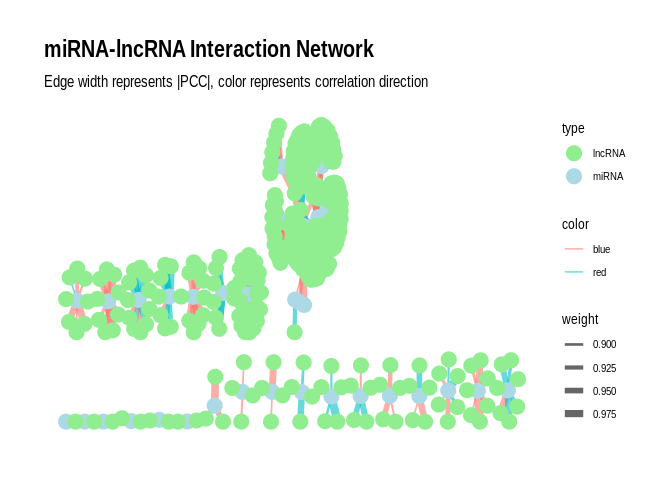 miRNA-lncRNA Interaction Network
Edge width represents |PCC|, color represents correlation direction
type
lncRNA
miRNA
color
blue
red
weight
0.900
0.925
0.950
0.975